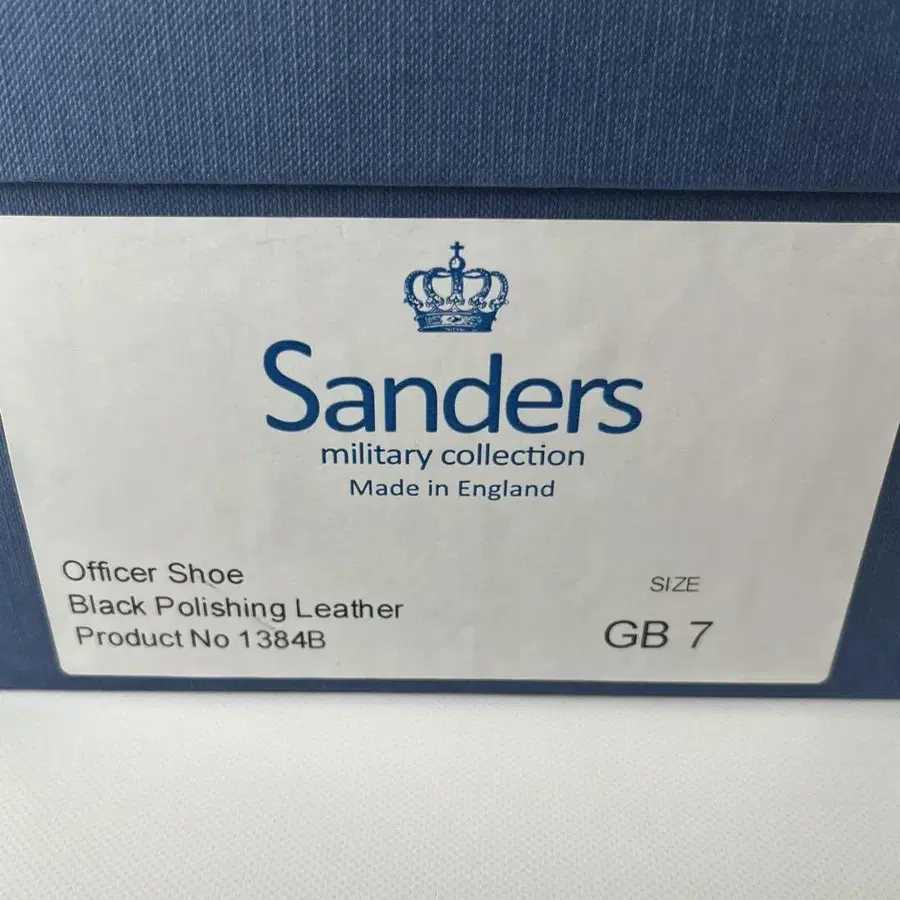 Sanders
military collection
Made in England
Officer Shoe
Black Polishing Leather
Product No 1384B
SIZE
GB 7